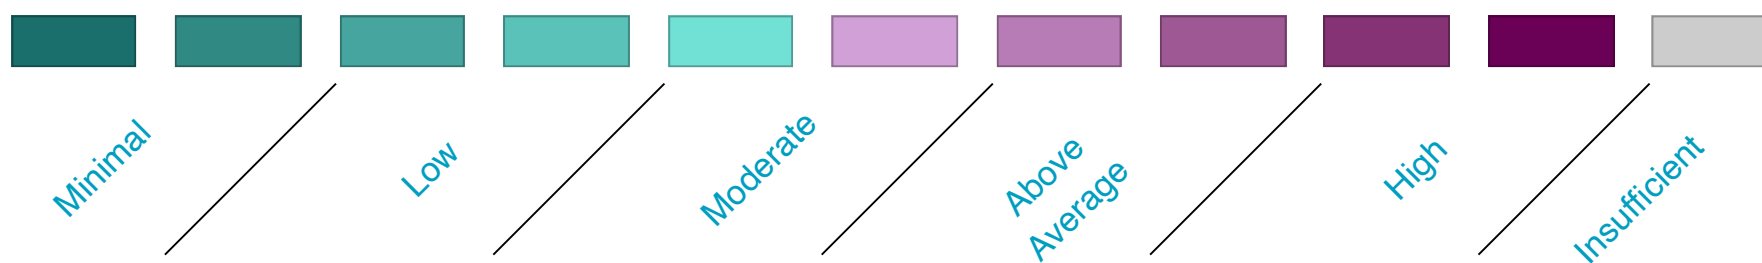 Minimal
Low
Moderate
Above
Average
High
Insufficient